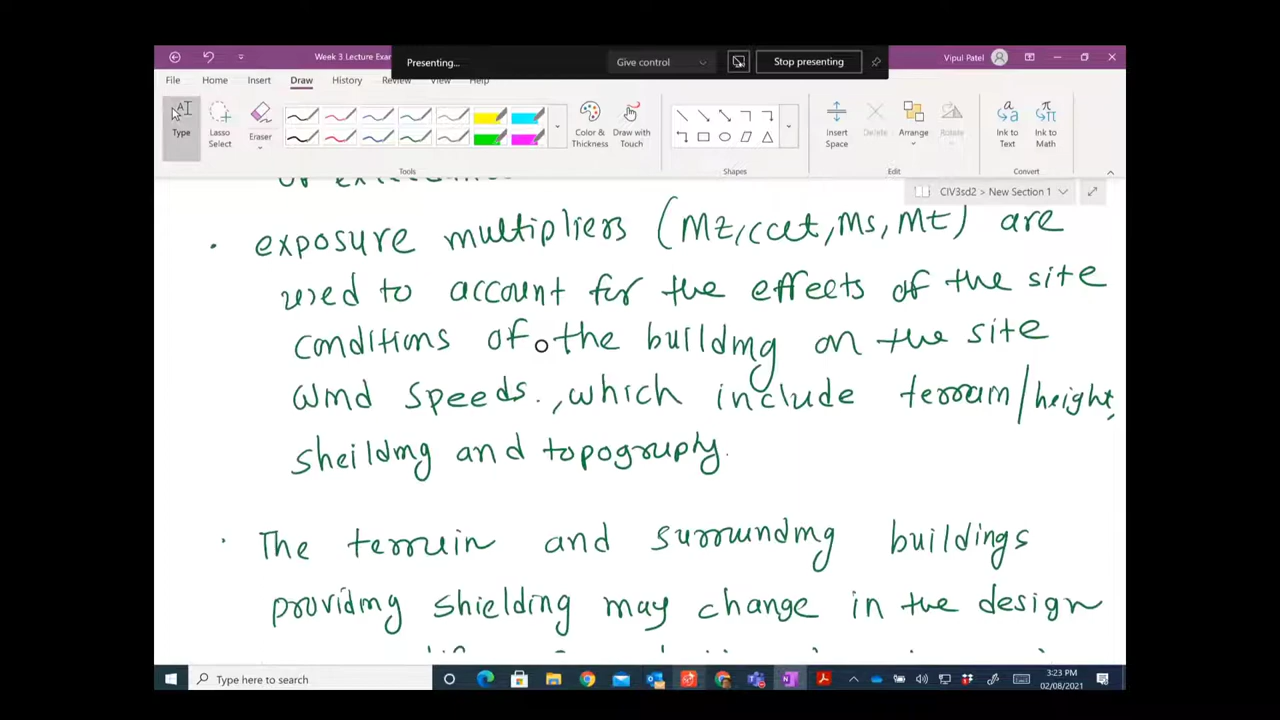 Week 3 Lecture Exar
Presenting...
Give control
Stop presenting
Vipul Patel
File Home Insert Draw History Review View Help
Type
Lasso Select
Eraser
Color & Thickness
Draw with Touch
Insert Space
Delete
Arrange
Rotate
Ink to Text
Ink to Math
Tools
Shapes
Edit
Convert
CIV3sd2 > New Section 1
• exposure multipliers (Mz,cat, Ms, Mt) are
used to account for the effects of the site
conditions of the building on the site
wind speeds., which include terrain/height,
sheilding and topography.
• The terrain and surrounding buildings
providing shielding may change in the design
Type here to search
3:23 PM
02/08/2021